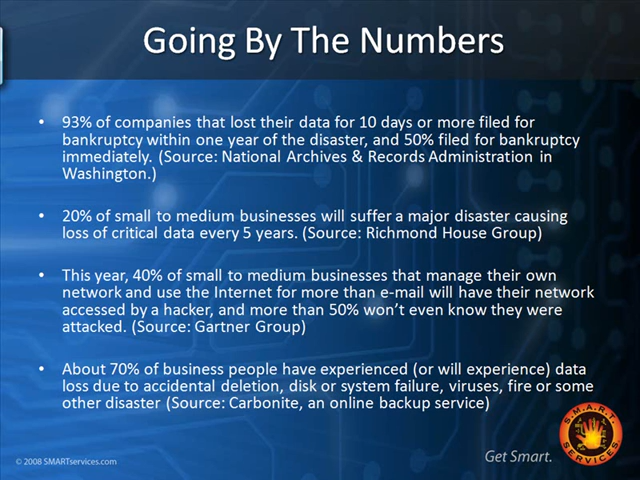 Going By The Numbers
• 93% of companies that lost their data for 10 days or more filed for
bankruptcy within one year of the disaster, and 50% filed for bankruptcy
immediately. (Source: National Archives & Records Administration in
Washington.)
• 20% of small to medium businesses will suffer a major disaster causing
loss of critical data every 5 years. (Source: Richmond House Group)
• This year, 40% of small to medium businesses that manage their own
network and use the Internet for more than e-mail will have their network
accessed by a hacker, and more than 50% won’t even know they were
attacked. (Source: Gartner Group)
• About 70% of business people have experienced (or will experience) data
loss due to accidental deletion, disk or system failure, viruses, fire or some
other disaster (Source: Carbonite, an online backup service)
S.M.A.R.T.
SERVICES
Get Smart.
© 2008 SMARTservices.com